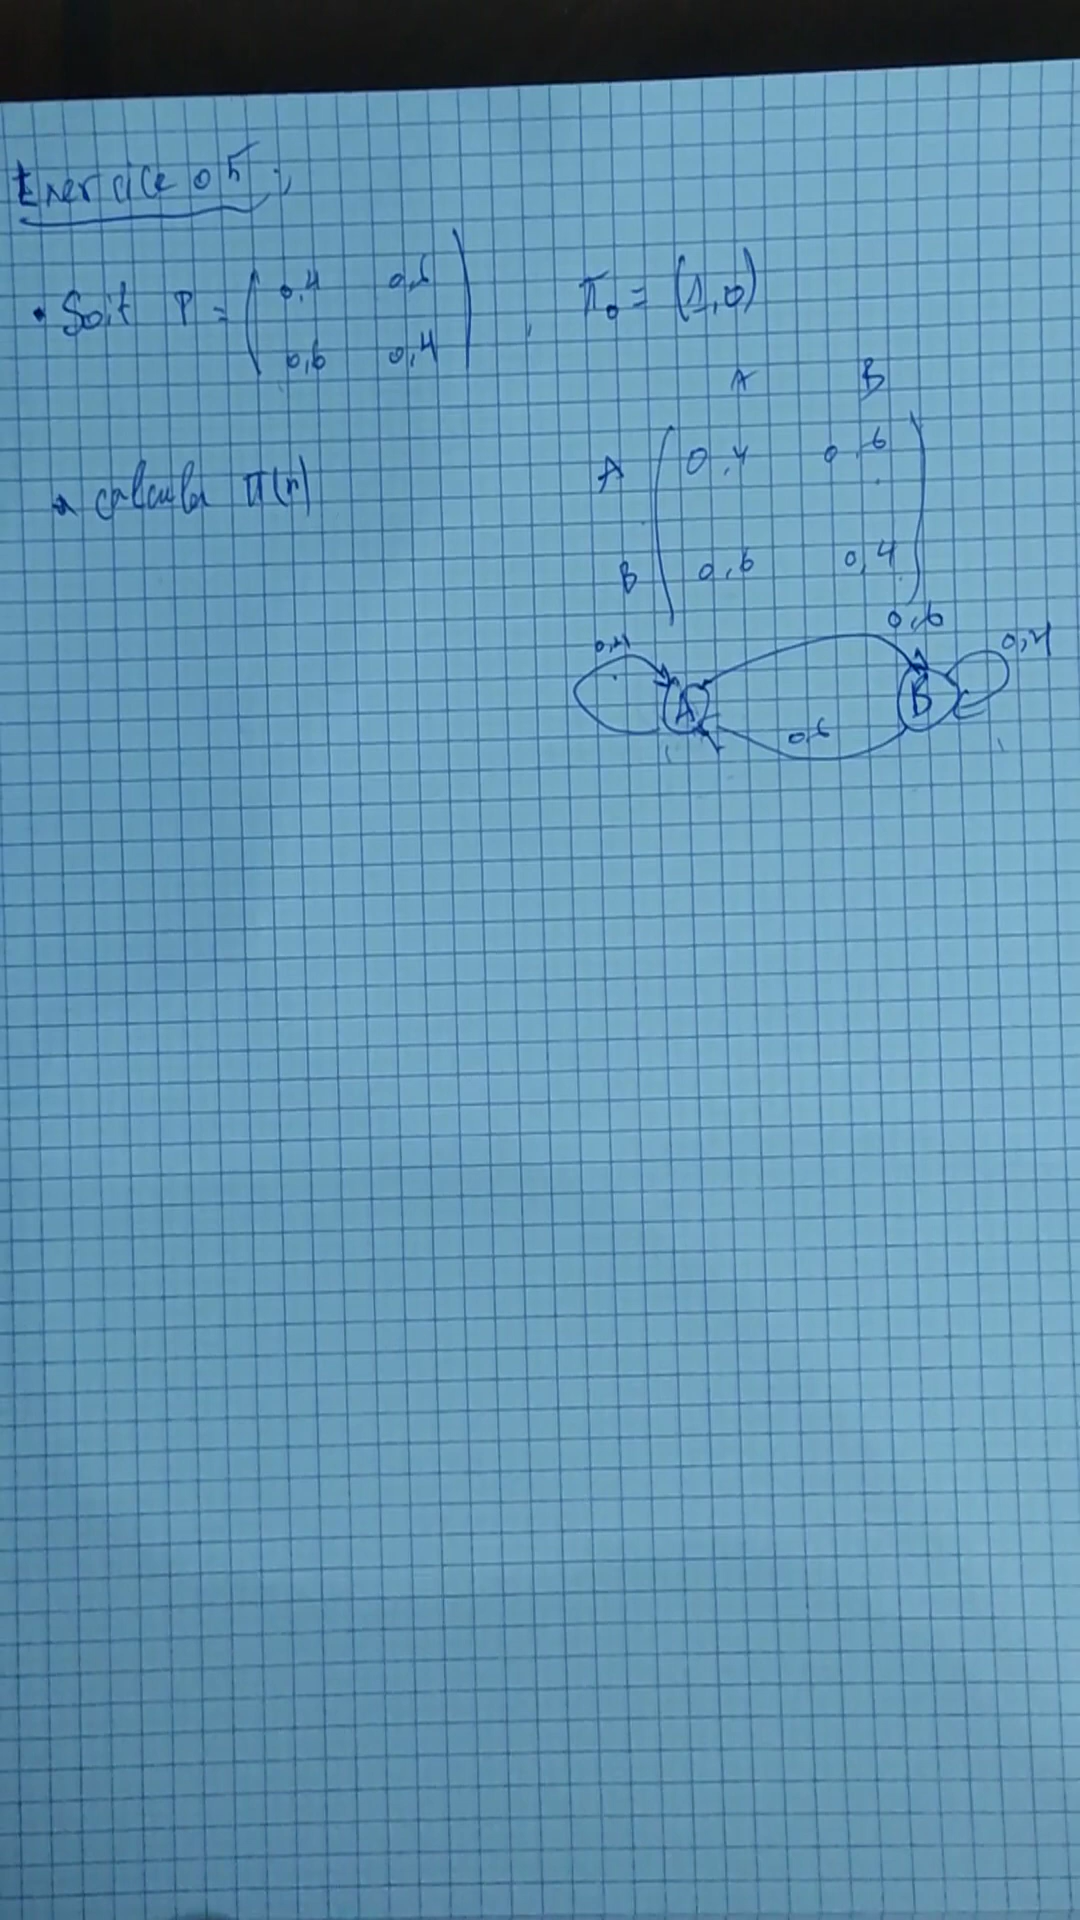 Exercice 05 :
• Soit P = ( 0,4 0,6 , π₀ = (1,0)
0,6 0,4 )
A B
• calculer π(n) A ( 0,4 0,6
B 0,6 0,4 )
0,6
0,4 0,4
A B
0,6